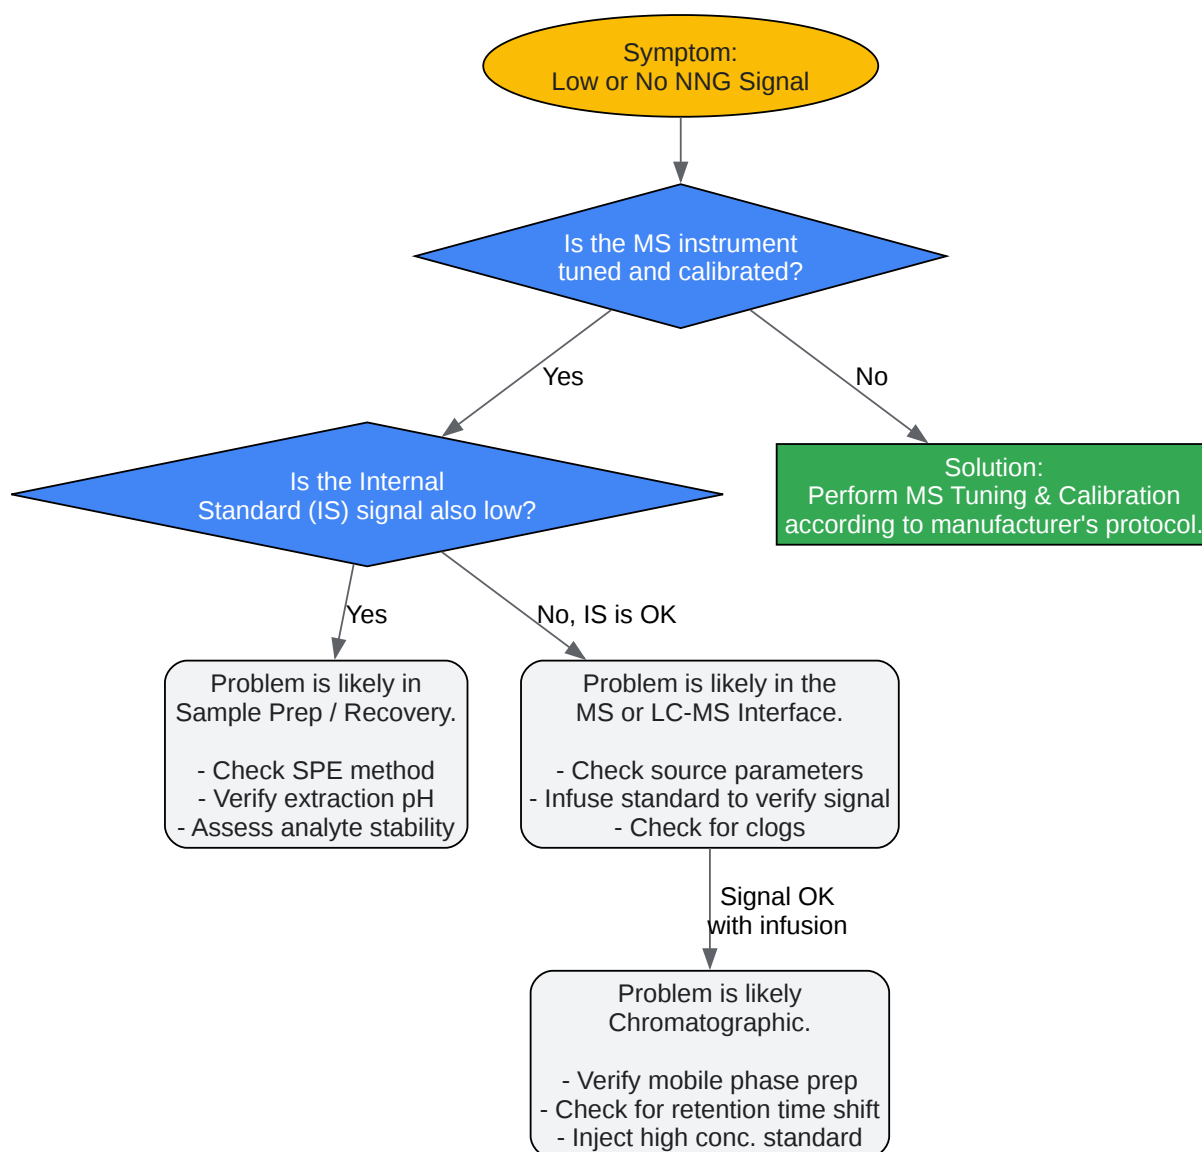 Symptom:
Low or No NNG Signal
Is the MS instrument
tuned and calibrated?
Yes
No
Is the Internal
Standard (IS) signal also low?
Solution:
Perform MS Tuning & Calibration
according to manufacturer's protocol.
Yes
No, IS is OK
Problem is likely in
Sample Prep / Recovery.
- Check SPE method
- Verify extraction pH
- Assess analyte stability
Problem is likely in the
MS or LC-MS Interface.
- Check source parameters
- Infuse standard to verify signal
- Check for clogs
Signal OK
with infusion
Problem is likely
Chromatographic.
- Verify mobile phase prep
- Check for retention time shift
- Inject high conc. standard